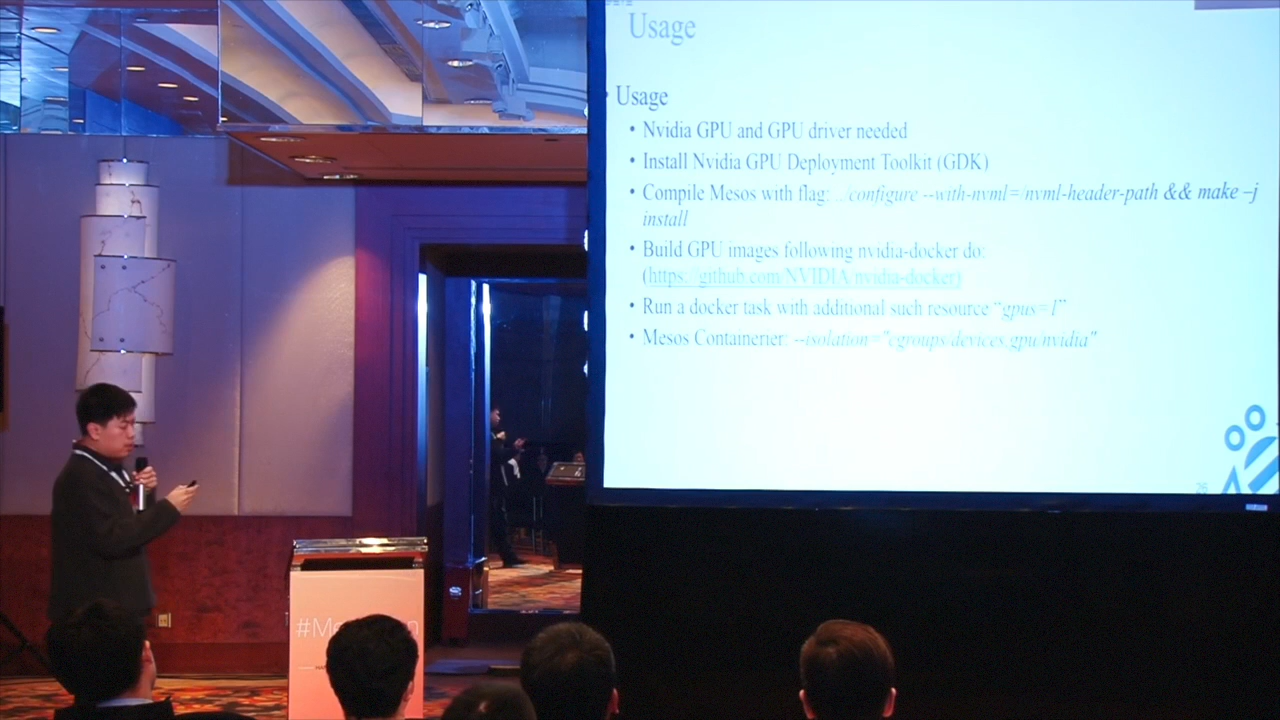 Usage
• Usage
• Nvidia GPU and GPU driver needed
• Install Nvidia GPU Deployment Toolkit (GDK)
• Compile Mesos with flag: ../configure --with-nvml=/nvml-header-path && make –j
install
• Build GPU images following nvidia-docker do:
(https://github.com/NVIDIA/nvidia-docker)
• Run a docker task with additional such resource “gpus=1”
• Mesos Containerier: --isolation="cgroups/devices,gpu/nvidia"
26